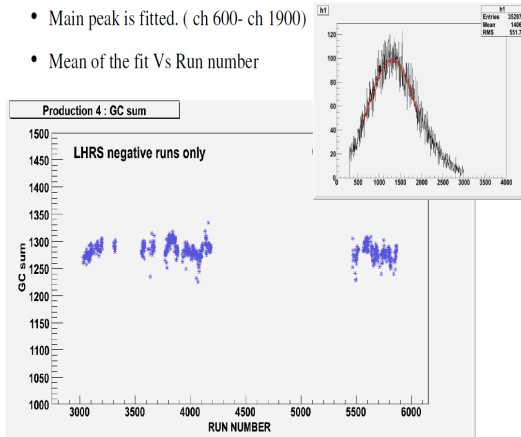 • Main peak is fitted. ( ch 600- ch 1900)
• Mean of the fit Vs Run number
h1
h1
Entries 35297
Mean 1406
RMS 551.7
120
100
80
60
40
20
0
0 500 1000 1500 2000 2500 3000 3500 4000
Production 4 : GC sum
LHRS negative runs only
GC sum
1500
1450
1400
1350
1300
1250
1200
1150
1100
1050
1000
3000 3500 4000 4500 5000 5500 6000
RUN NUMBER